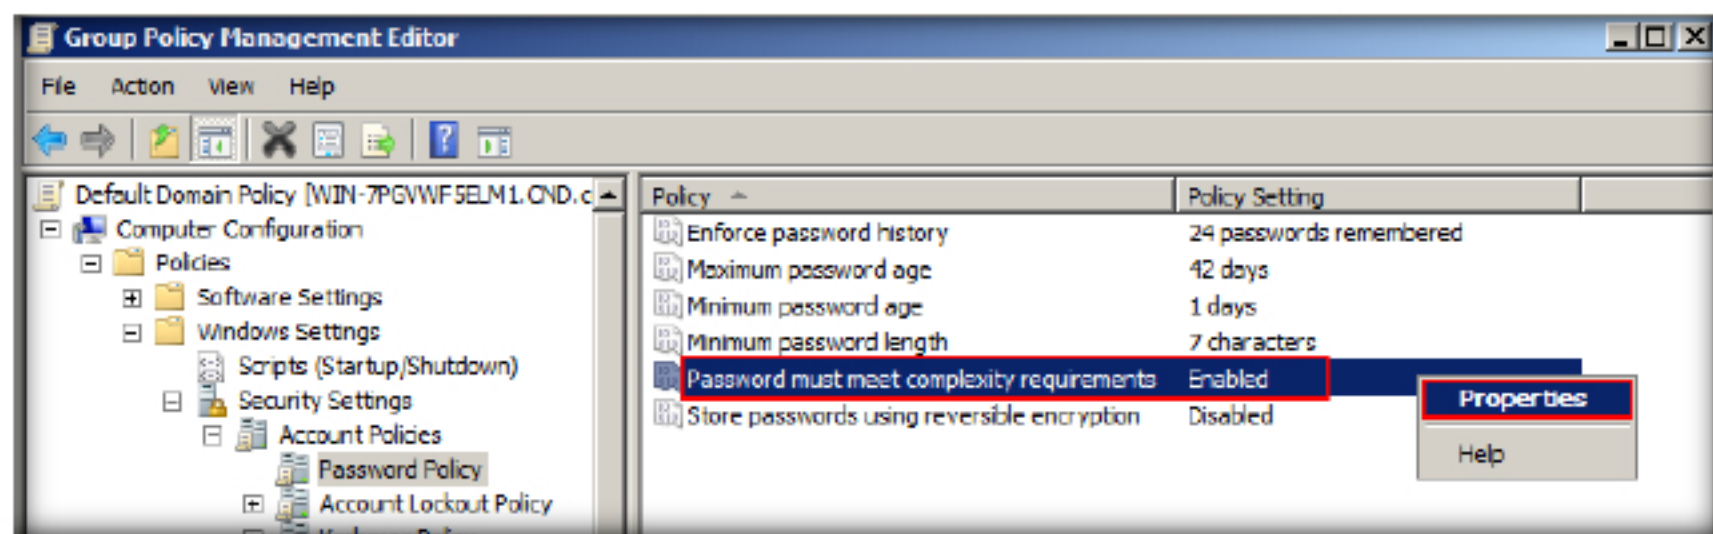 Group Policy Management Editor
File Action View Help
Default Domain Policy [WIN-7PGVWF5ELM1.CND.c
Computer Configuration
Policies
Software Settings
Windows Settings
Scripts (Startup/Shutdown)
Security Settings
Account Policies
Password Policy
Account Lockout Policy
Policy Policy Setting
Enforce password history 24 passwords remembered
Maximum password age 42 days
Minimum password age 1 days
Minimum password length 7 characters
Password must meet complexity requirements Enabled
Store passwords using reversible encryption Disabled
Properties
Help